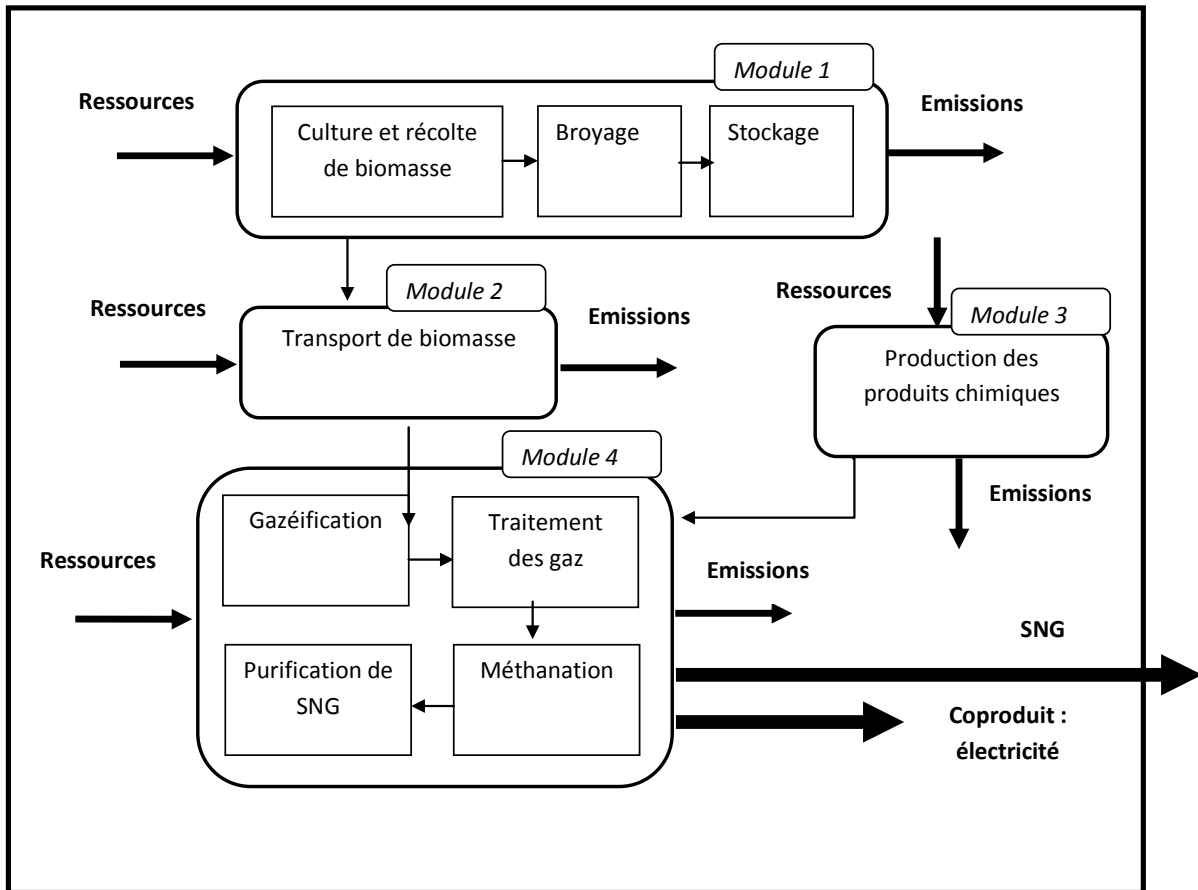 Module 1
Ressources
Emissions
Culture et récolte
de biomasse
Broyage
Stockage
Module 2
Ressources
Emissions
Transport de biomasse
Ressources
Module 3
Production des
produits chimiques
Emissions
Module 4
Gazéification
Traitement
des gaz
Ressources
Emissions
SNG
Purification de
SNG
Méthanation
Coproduit :
électricité